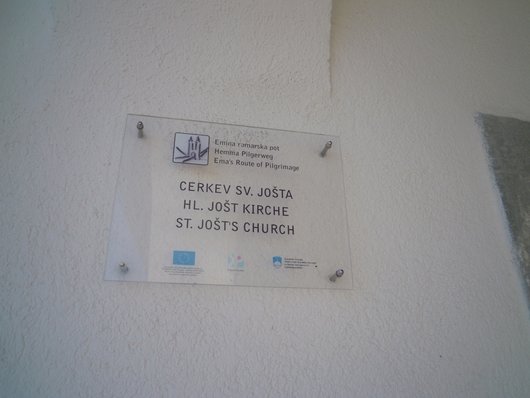 Emina romarska pot
Hemma Pilgerweg
Ema's Route of Pilgrimage
CERKEV SV. JOŠTA
HL. JOŠT KIRCHE
ST. JOŠT'S CHURCH